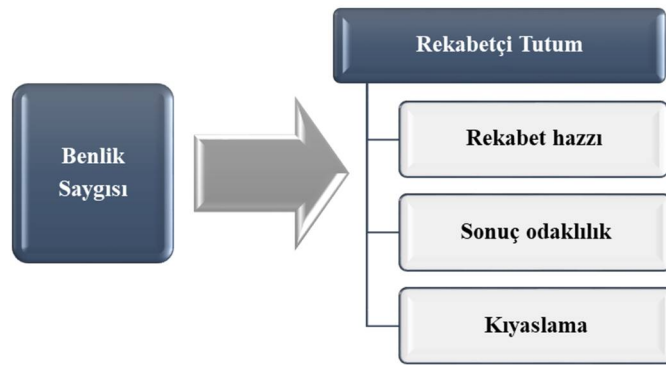 Benlik
Saygısı
Rekabetçi Tutum
Rekabet hazzı
Sonuç odaklılık
Kıyaslama